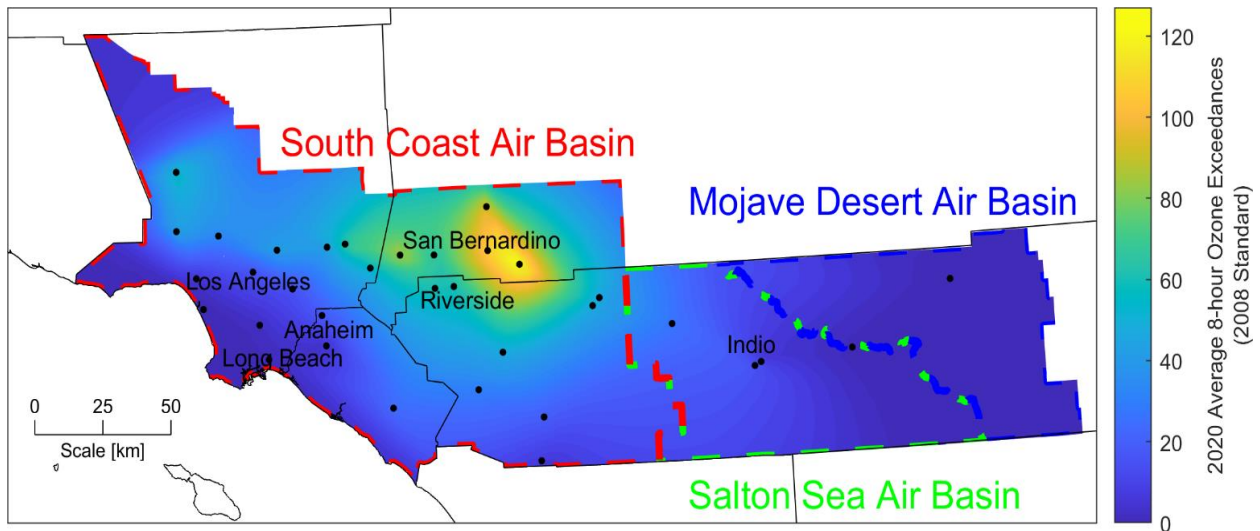 South Coast Air Basin
Mojave Desert Air Basin
San Bernardino
Los Angeles
Riverside
Anaheim
Long Beach
Indio
0 25 50
Scale [km]
Salton Sea Air Basin
120
100
80
60
40
20
0
2020 Average 8-hour Ozone Exceedances
(2008 Standard)